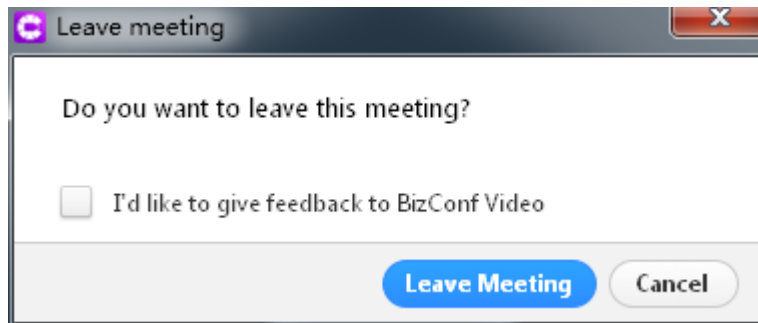 Leave meeting
Do you want to leave this meeting?
I'd like to give feedback to BizConf Video
Leave Meeting
Cancel